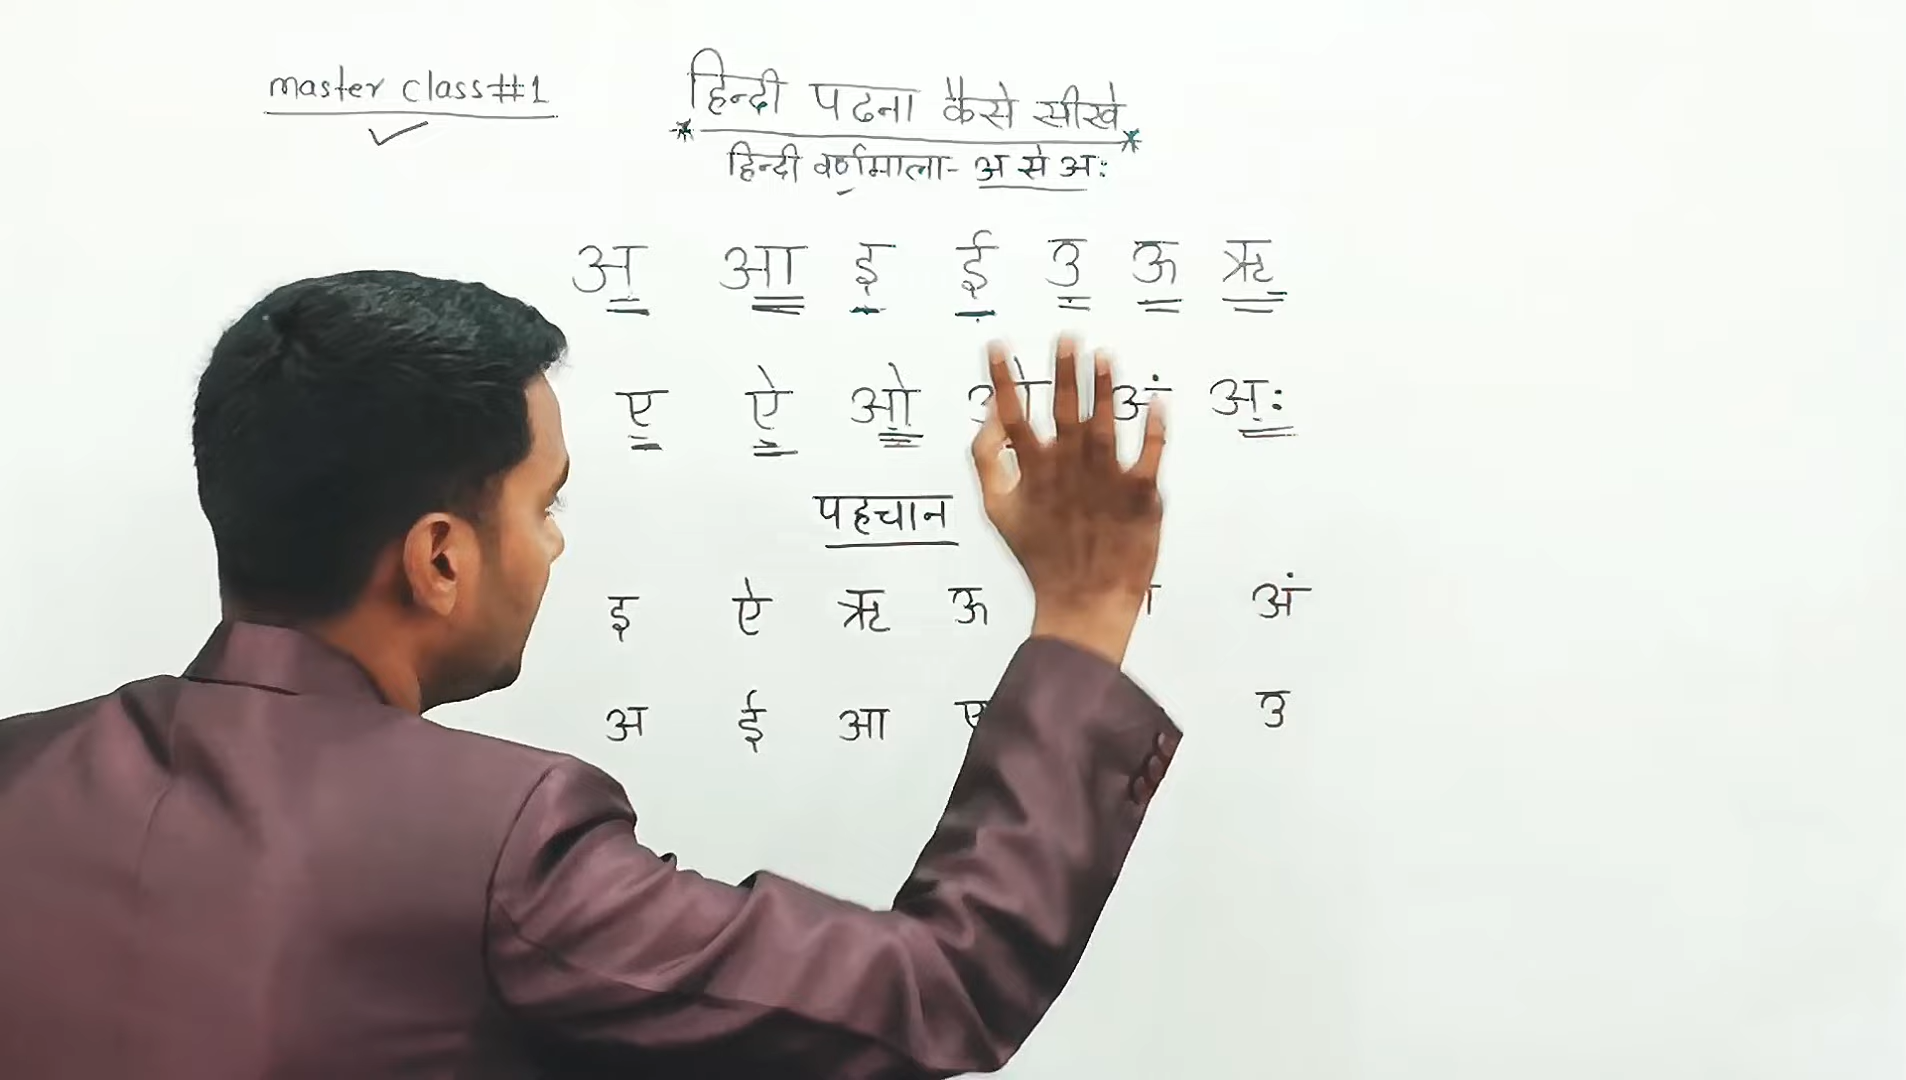 master class#1
हिन्दी पढना कैसे सीखे
हिन्दी वर्णमाला- अ से अः
अ आ इ ई उ ऊ ऋ
ए ऐ ओ अं अः
पहचान
इ ऐ ऋ ऊ अं
अ ई आ ए उ